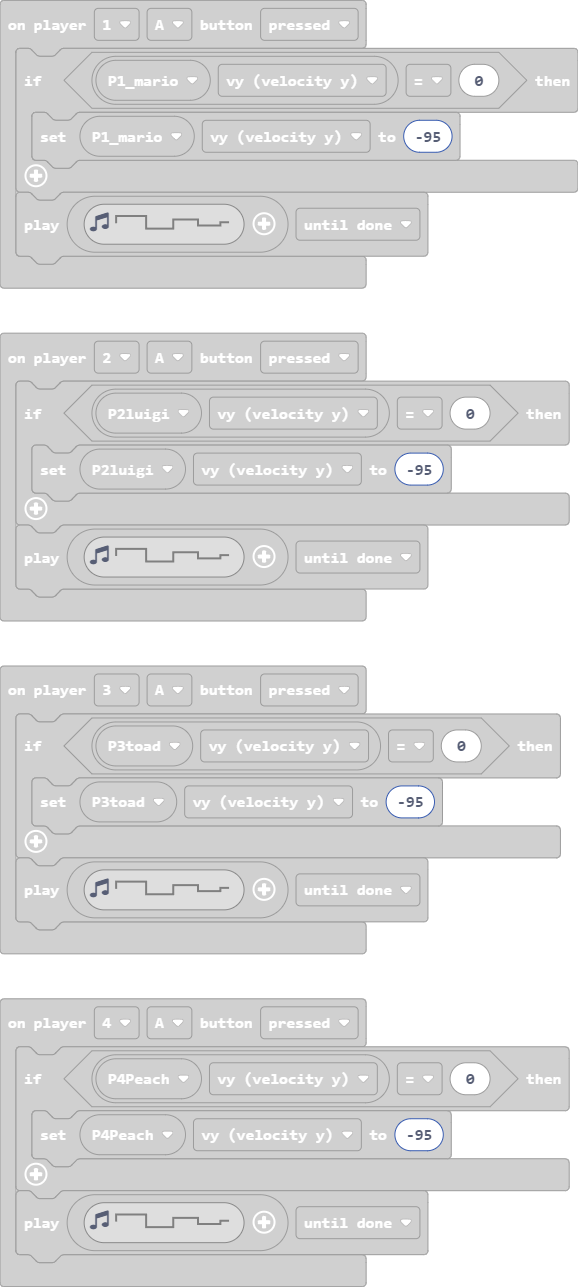 on player 1 A button pressed
if P1_mario vy (velocity y) = 0 then
set P1_mario vy (velocity y) to -95
play until done
on player 2 A button pressed
if P2luigi vy (velocity y) = 0 then
set P2luigi vy (velocity y) to -95
play until done
on player 3 A button pressed
if P3toad vy (velocity y) = 0 then
set P3toad vy (velocity y) to -95
play until done
on player 4 A button pressed
if P4Peach vy (velocity y) = 0 then
set P4Peach vy (velocity y) to -95
play until done